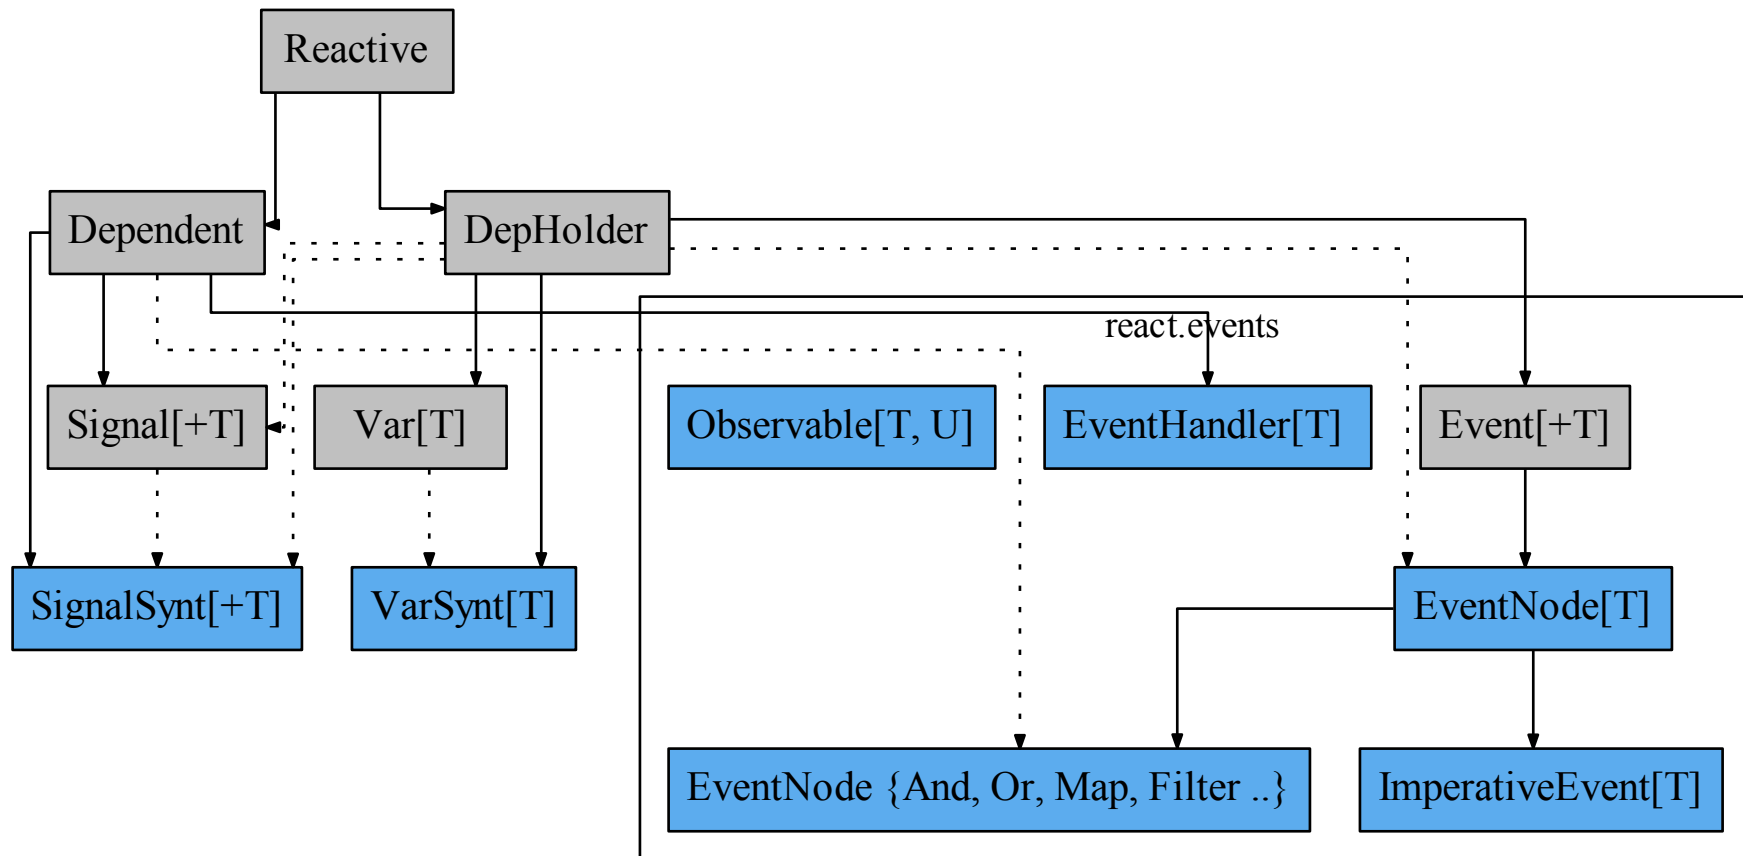 Reactive
Dependent
DepHolder
react.events
Signal[+T]
Var[T]
Observable[T, U]
EventHandler[T]
Event[+T]
SignalSynt[+T]
VarSynt[T]
EventNode[T]
EventNode {And, Or, Map, Filter ..}
ImperativeEvent[T]